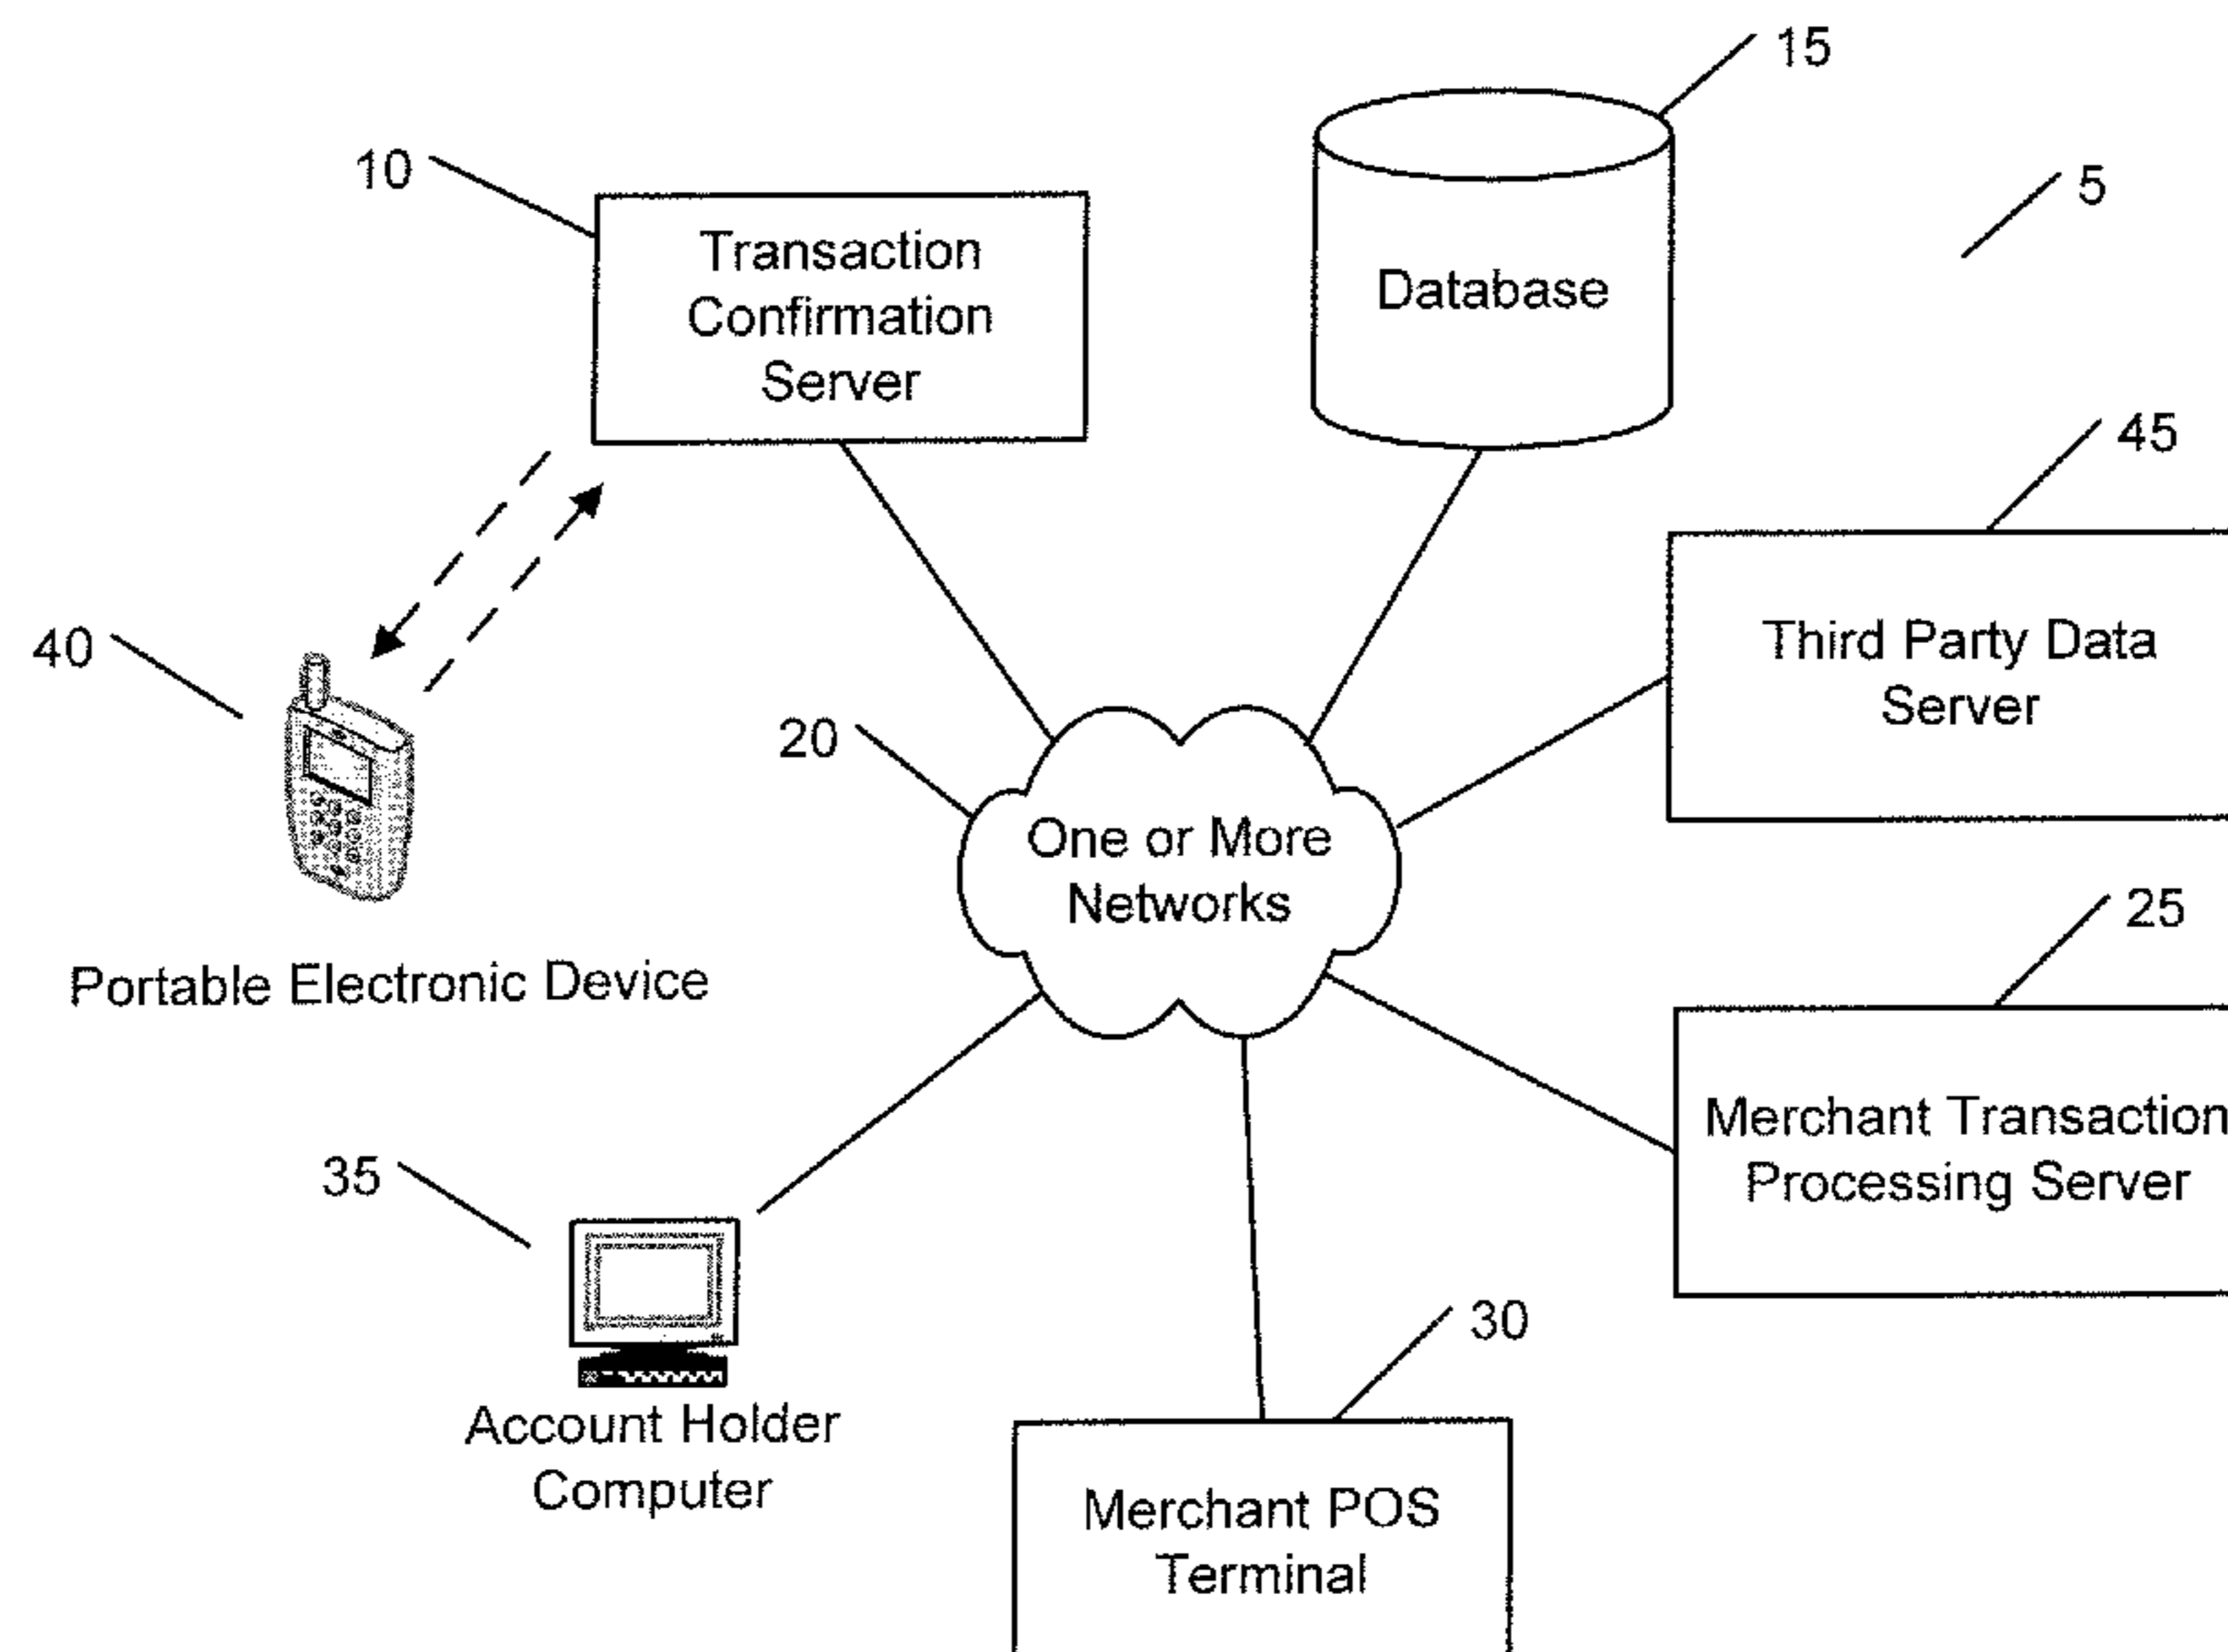 15
10
5
Transaction
Confirmation
Server
Database
45
40
Third Party Data
Server
20
One or More
Networks
25
Portable Electronic Device
Merchant Transaction
Processing Server
35
30
Account Holder
Computer
Merchant POS
Terminal